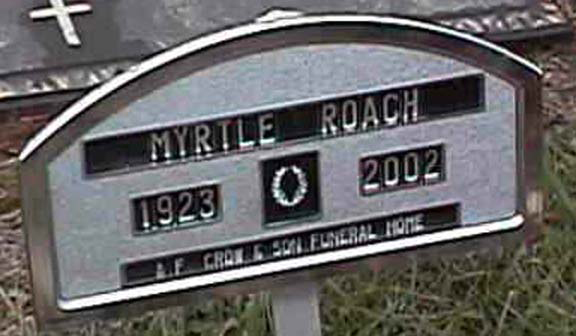 MYRTLE ROACH
1923 2002
A.F. CROW & SON FUNERAL HOME